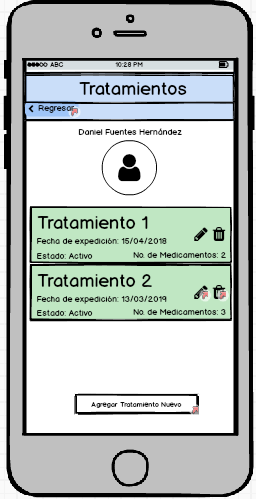 ABC 10:28 PM
Tratamientos
Regresar
Daniel Fuentes Hernández
Tratamiento 1
Fecha de expedición: 15/04/2018
Estado: Activo No. de Medicamentos: 2
Tratamiento 2
Fecha de expedición: 13/03/2019
Estado: Activo No. de Medicamentos: 3
Agregar Tratamiento Nuevo